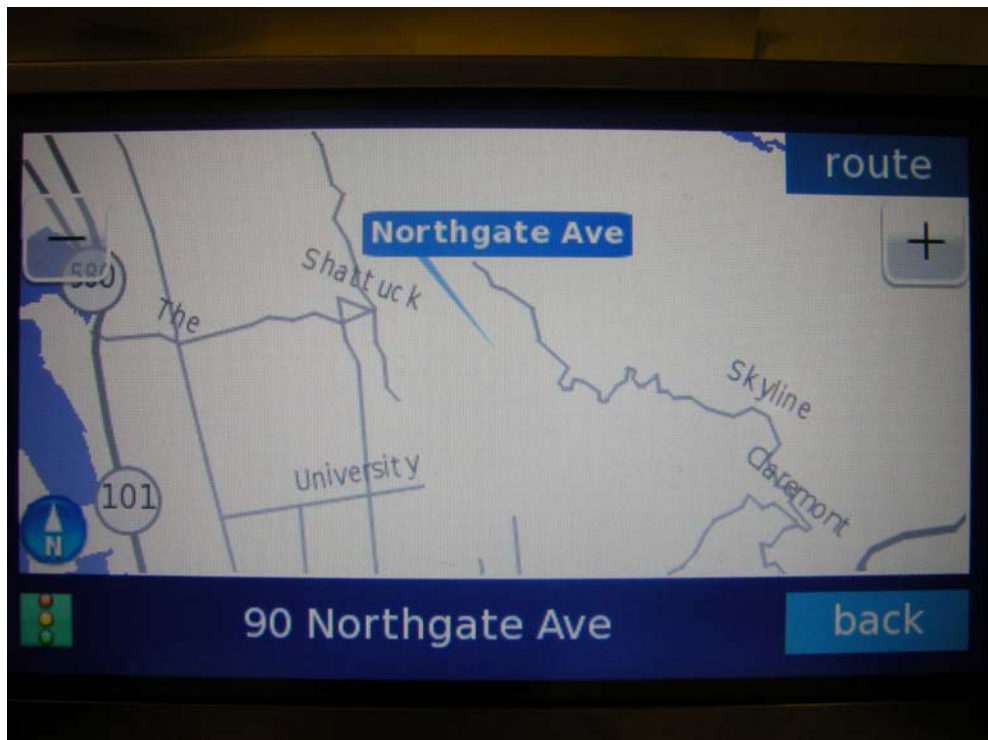 route
Northgate Ave
−
+
580
Shattuck
The
Skyline
University
Claremont
101
N
90 Northgate Ave
back